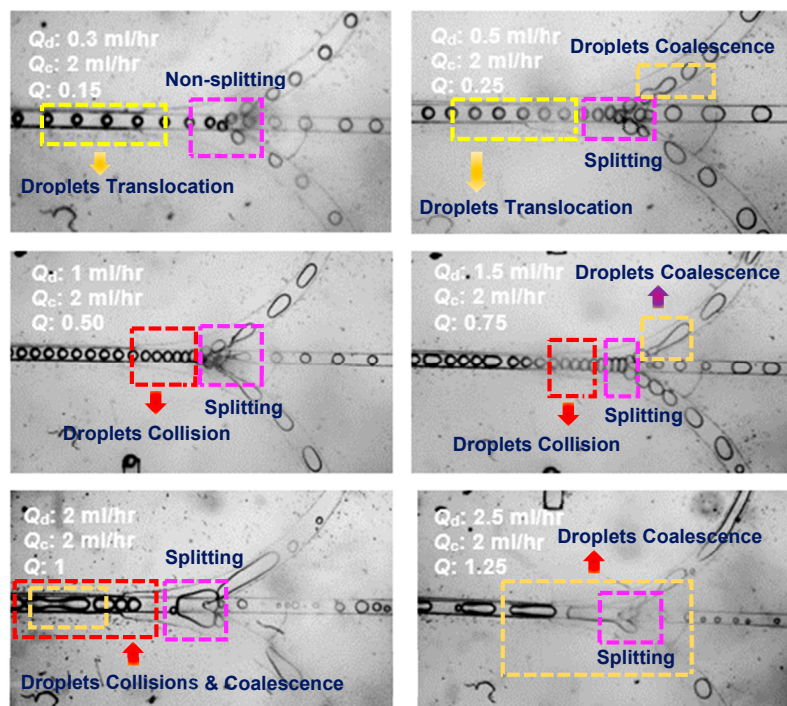 Qd: 0.3 ml/hr
Qc: 2 ml/hr
Q: 0.15
Non-splitting
Droplets Translocation
Qd: 0.5 ml/hr
Qc: 2 ml/hr
Q: 0.25
Droplets Coalescence
Splitting
Droplets Translocation
Qd: 1 ml/hr
Qc: 2 ml/hr
Q: 0.50
Splitting
Droplets Collision
Qd: 1.5 ml/hr
Qc: 2 ml/hr
Q: 0.75
Droplets Coalescence
Splitting
Droplets Collision
Qd: 2 ml/hr
Qc: 2 ml/hr
Q: 1
Splitting
Droplets Collisions & Coalescence
Qd: 2.5 ml/hr
Qc: 2 ml/hr
Q: 1.25
Droplets Coalescence
Splitting